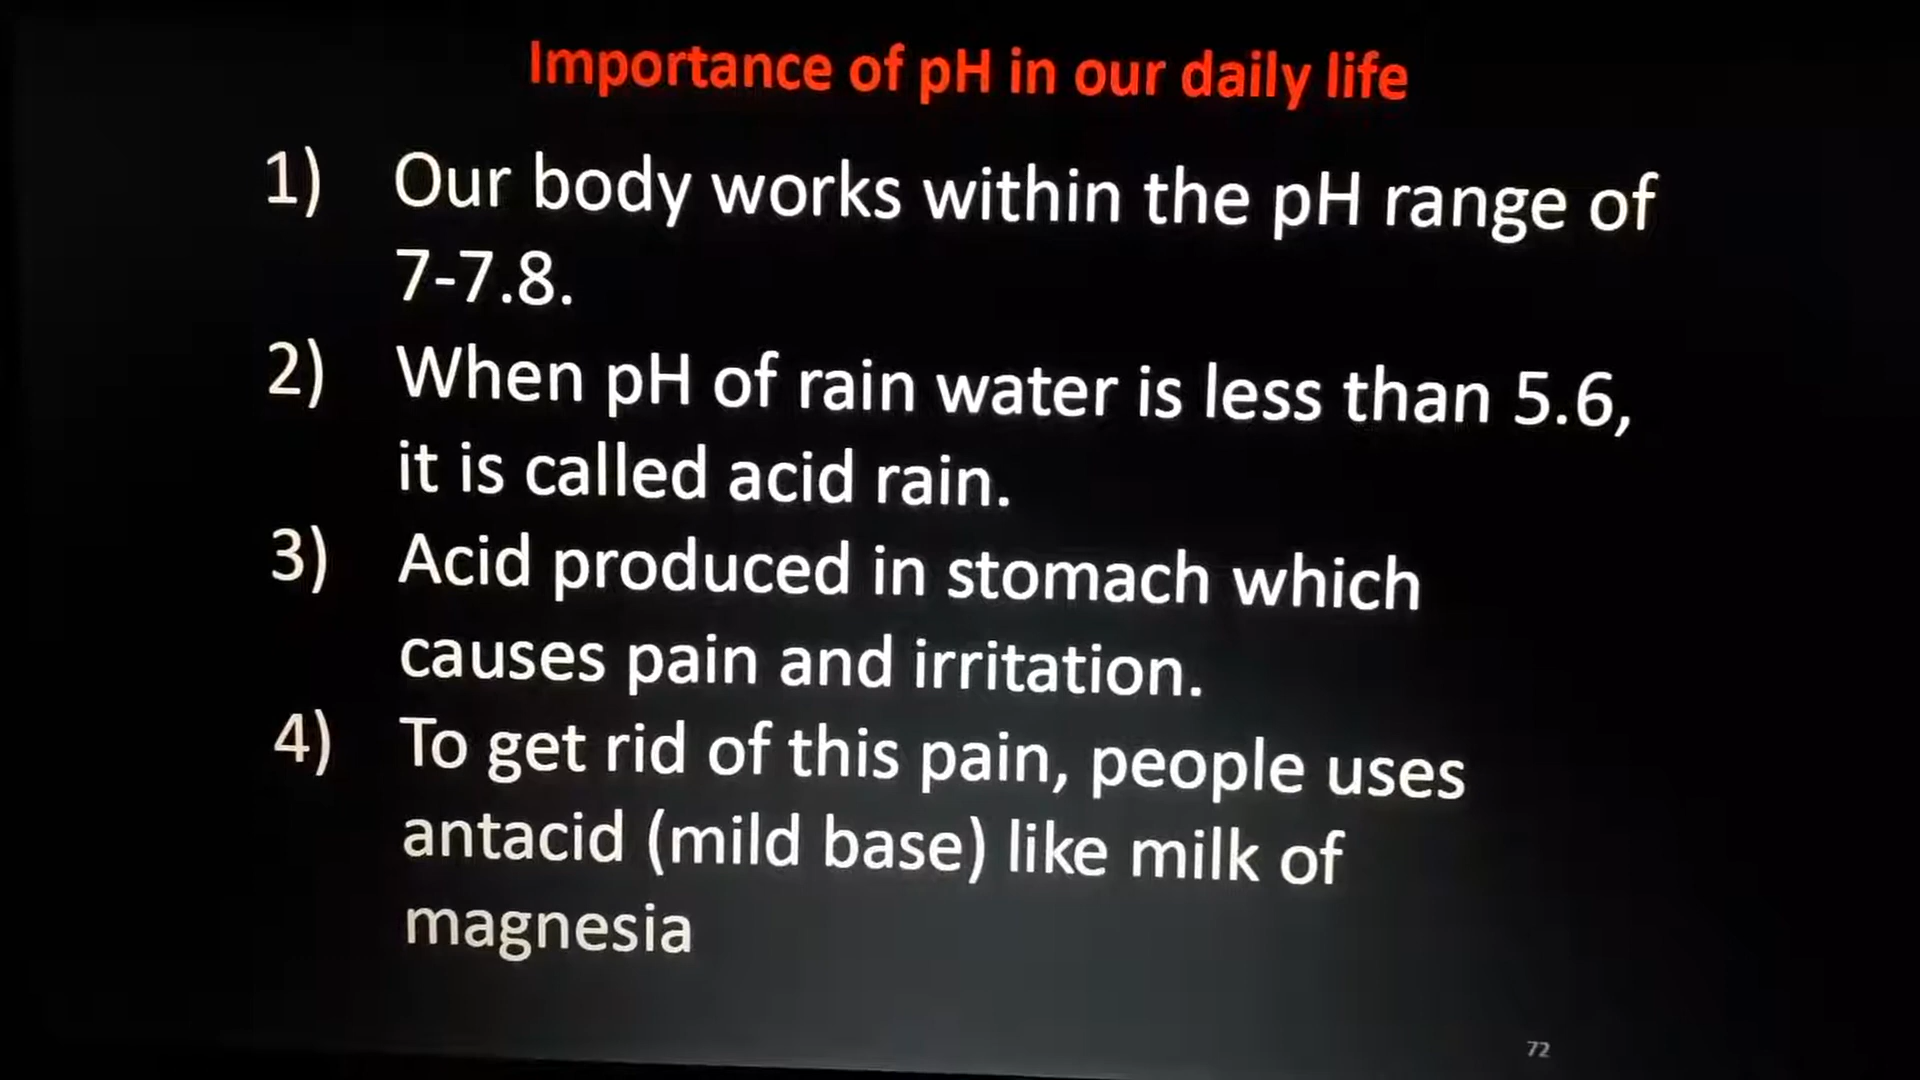 Importance of pH in our daily life
1) Our body works within the pH range of
7-7.8.
2) When pH of rain water is less than 5.6,
it is called acid rain.
3) Acid produced in stomach which
causes pain and irritation.
4) To get rid of this pain, people uses
antacid (mild base) like milk of
magnesia
72